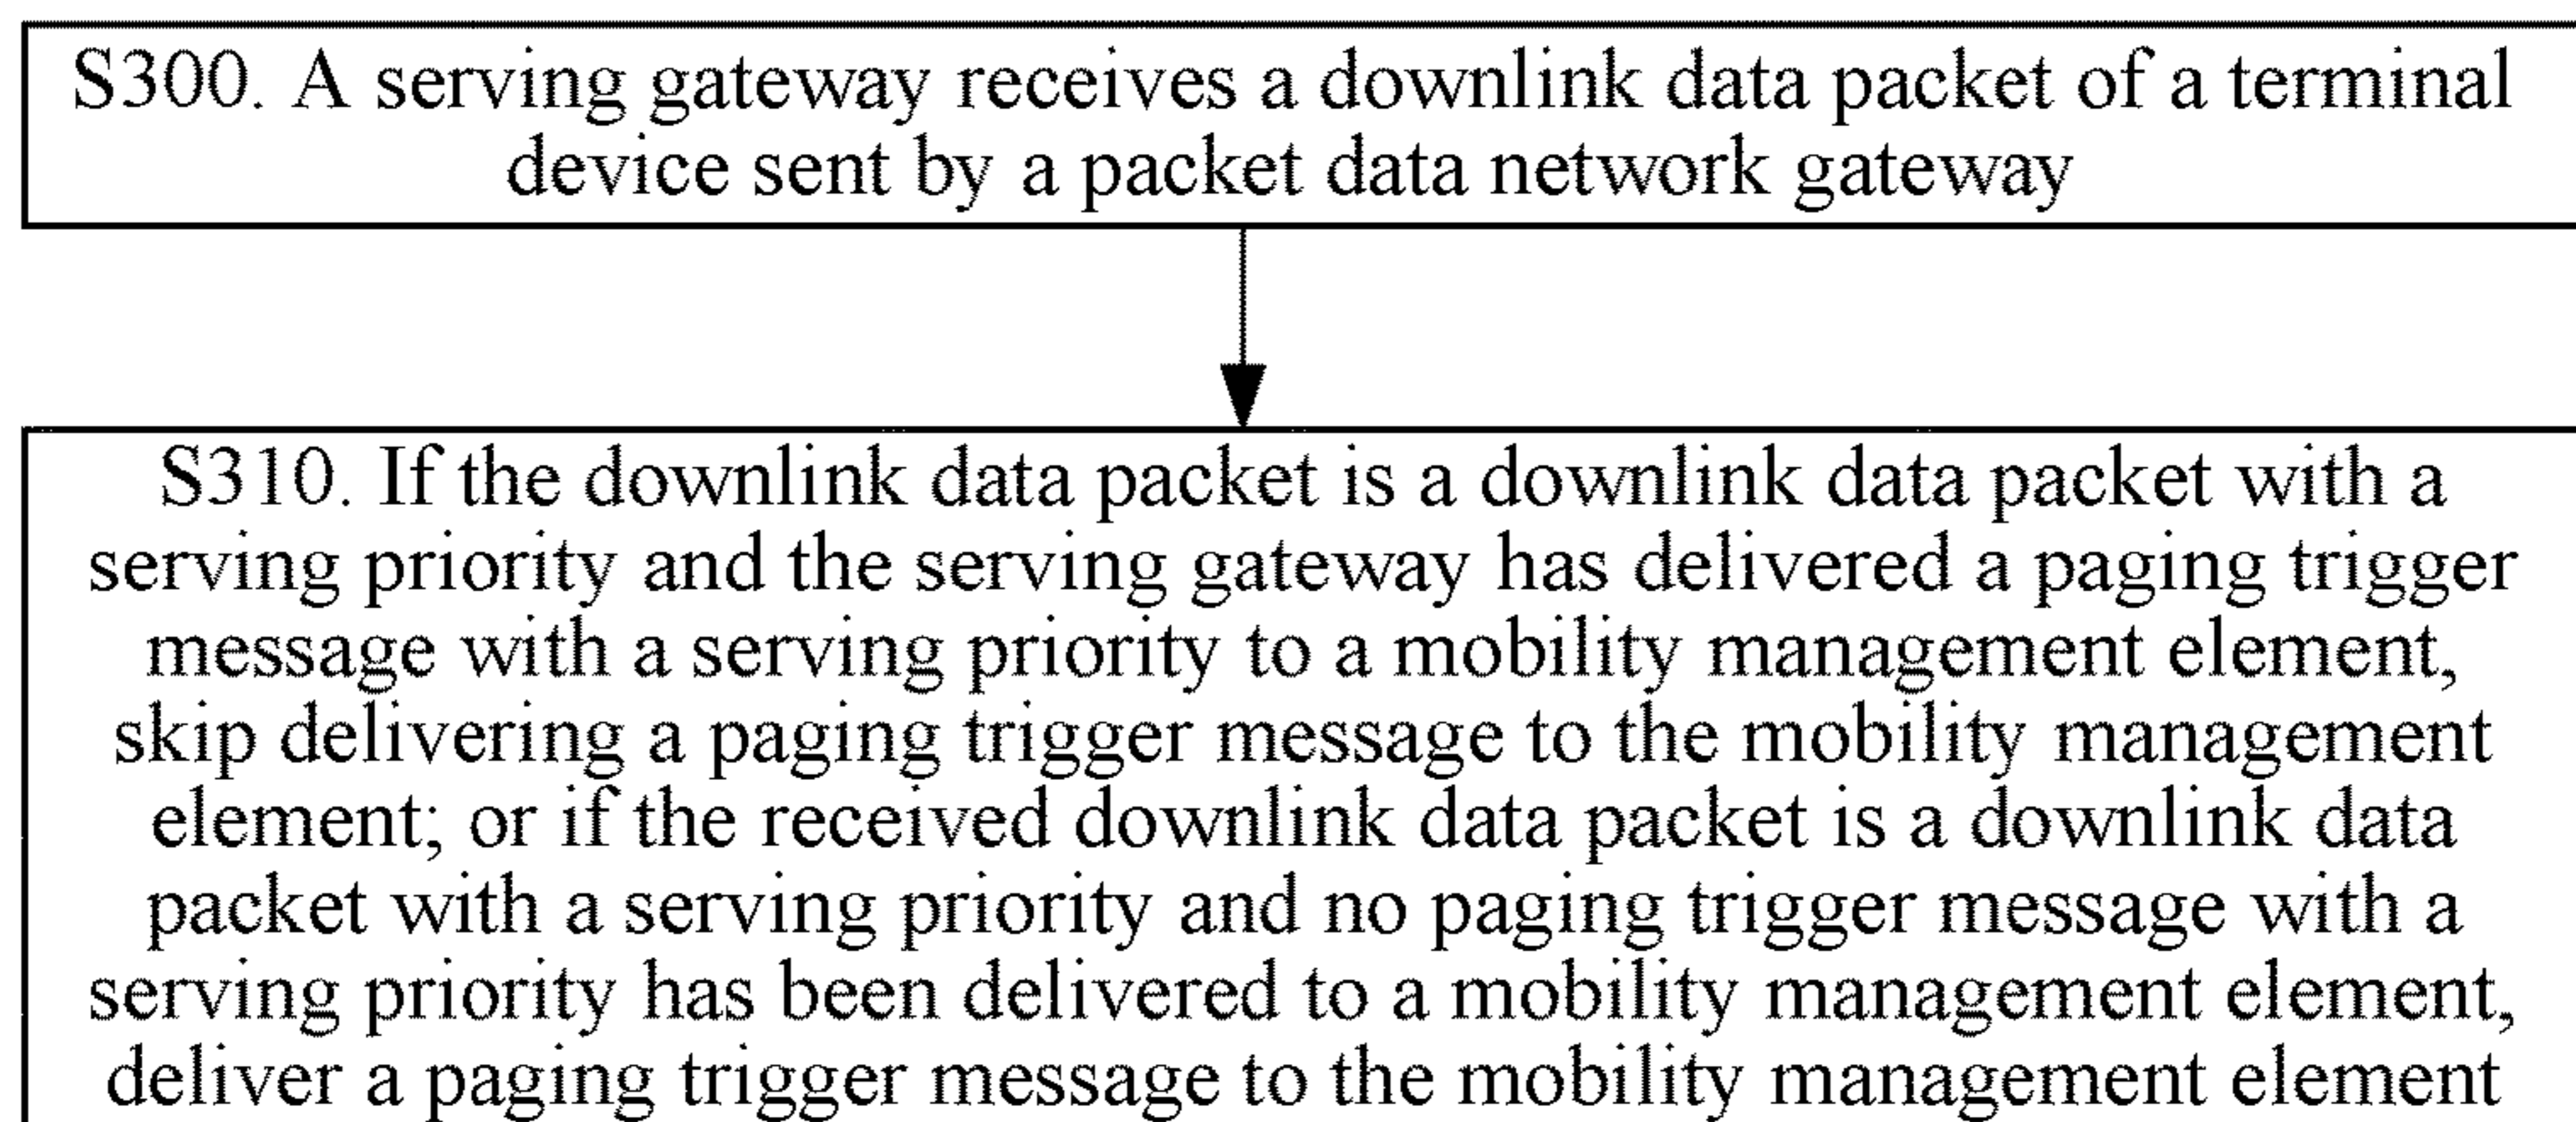 S300. A serving gateway receives a downlink data packet of a terminal
device sent by a packet data network gateway
S310. If the downlink data packet is a downlink data packet with a
serving priority and the serving gateway has delivered a paging trigger
message with a serving priority to a mobility management element,
skip delivering a paging trigger message to the mobility management
element; or if the received downlink data packet is a downlink data
packet with a serving priority and no paging trigger message with a
serving priority has been delivered to a mobility management element,
deliver a paging trigger message to the mobility management element